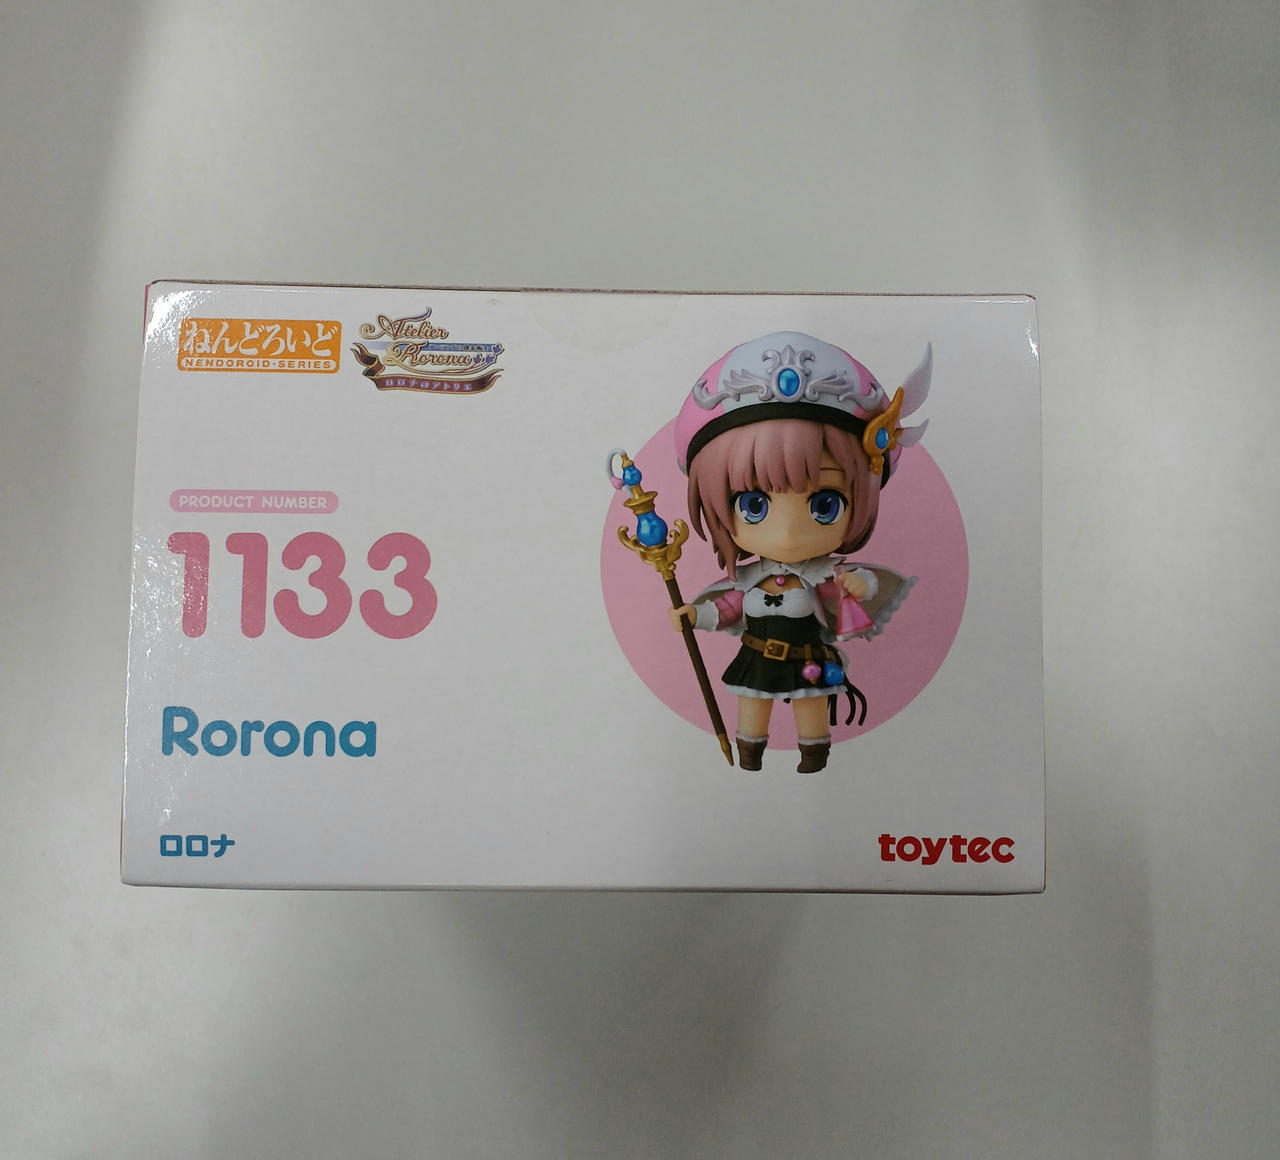 ねんどろいど
NENDOROID・SERIES
Atelier
Rorona
ロロナのアトリエ
PRODUCT NUMBER
1133
Rorona
ロロナ
toytec